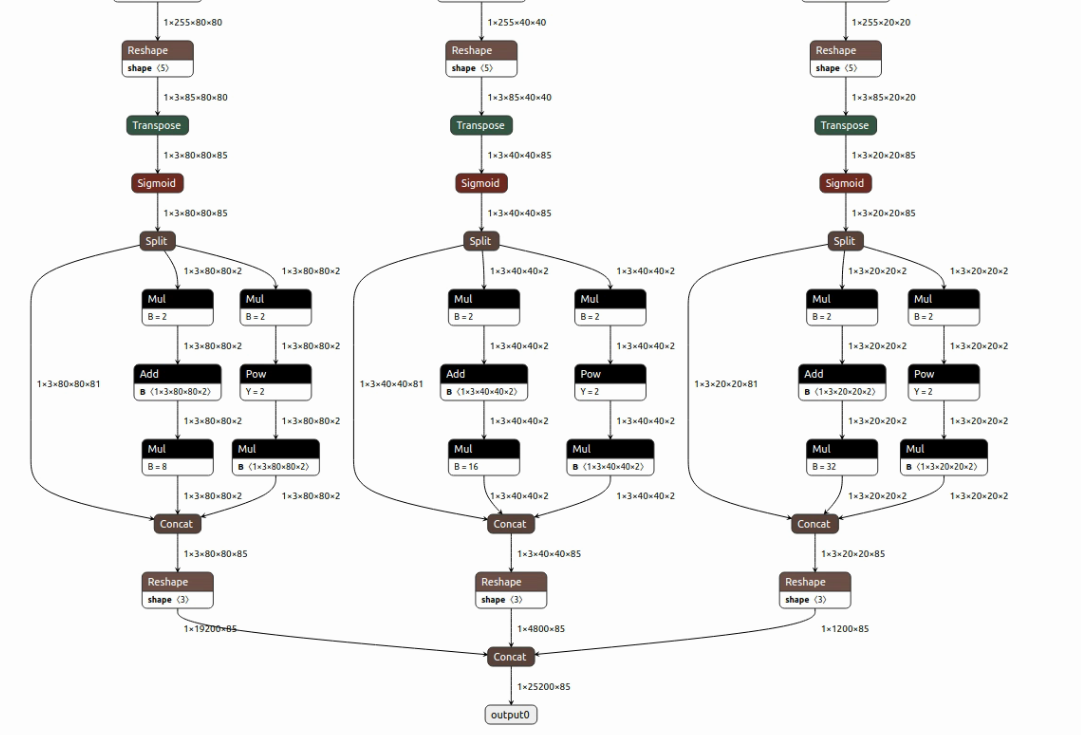 1×255×80×80
1×255×40×40
1×255×20×20
Reshape
Reshape
Reshape
shape ⟨5⟩
shape ⟨5⟩
shape ⟨5⟩
1×3×85×80×80
1×3×85×40×40
1×3×85×20×20
Transpose
Transpose
Transpose
1×3×80×80×85
1×3×40×40×85
1×3×20×20×85
Sigmoid
Sigmoid
Sigmoid
1×3×80×80×85
1×3×40×40×85
1×3×20×20×85
Split
Split
Split
1×3×80×80×2
1×3×80×80×2
1×3×40×40×2
1×3×40×40×2
1×3×20×20×2
1×3×20×20×2
Mul
Mul
Mul
Mul
Mul
Mul
B = 2
B = 2
B = 2
B = 2
B = 2
B = 2
1×3×80×80×2
1×3×80×80×2
1×3×40×40×2
1×3×40×40×2
1×3×20×20×2
1×3×20×20×2
Add
Pow
Add
Pow
Add
Pow
1×3×80×80×81
B ⟨1×3×80×80×2⟩
Y = 2
1×3×40×40×81
B ⟨1×3×40×40×2⟩
Y = 2
1×3×20×20×81
B ⟨1×3×20×20×2⟩
Y = 2
1×3×80×80×2
1×3×80×80×2
1×3×40×40×2
1×3×40×40×2
1×3×20×20×2
1×3×20×20×2
Mul
Mul
Mul
Mul
Mul
Mul
B = 8
B ⟨1×3×80×80×2⟩
B = 16
B ⟨1×3×40×40×2⟩
B = 32
B ⟨1×3×20×20×2⟩
1×3×80×80×2
1×3×80×80×2
1×3×40×40×2
1×3×40×40×2
1×3×20×20×2
1×3×20×20×2
Concat
Concat
Concat
1×3×80×80×85
1×3×40×40×85
1×3×20×20×85
Reshape
Reshape
Reshape
shape ⟨3⟩
shape ⟨3⟩
shape ⟨3⟩
1×19200×85
1×4800×85
1×1200×85
Concat
1×25200×85
output0